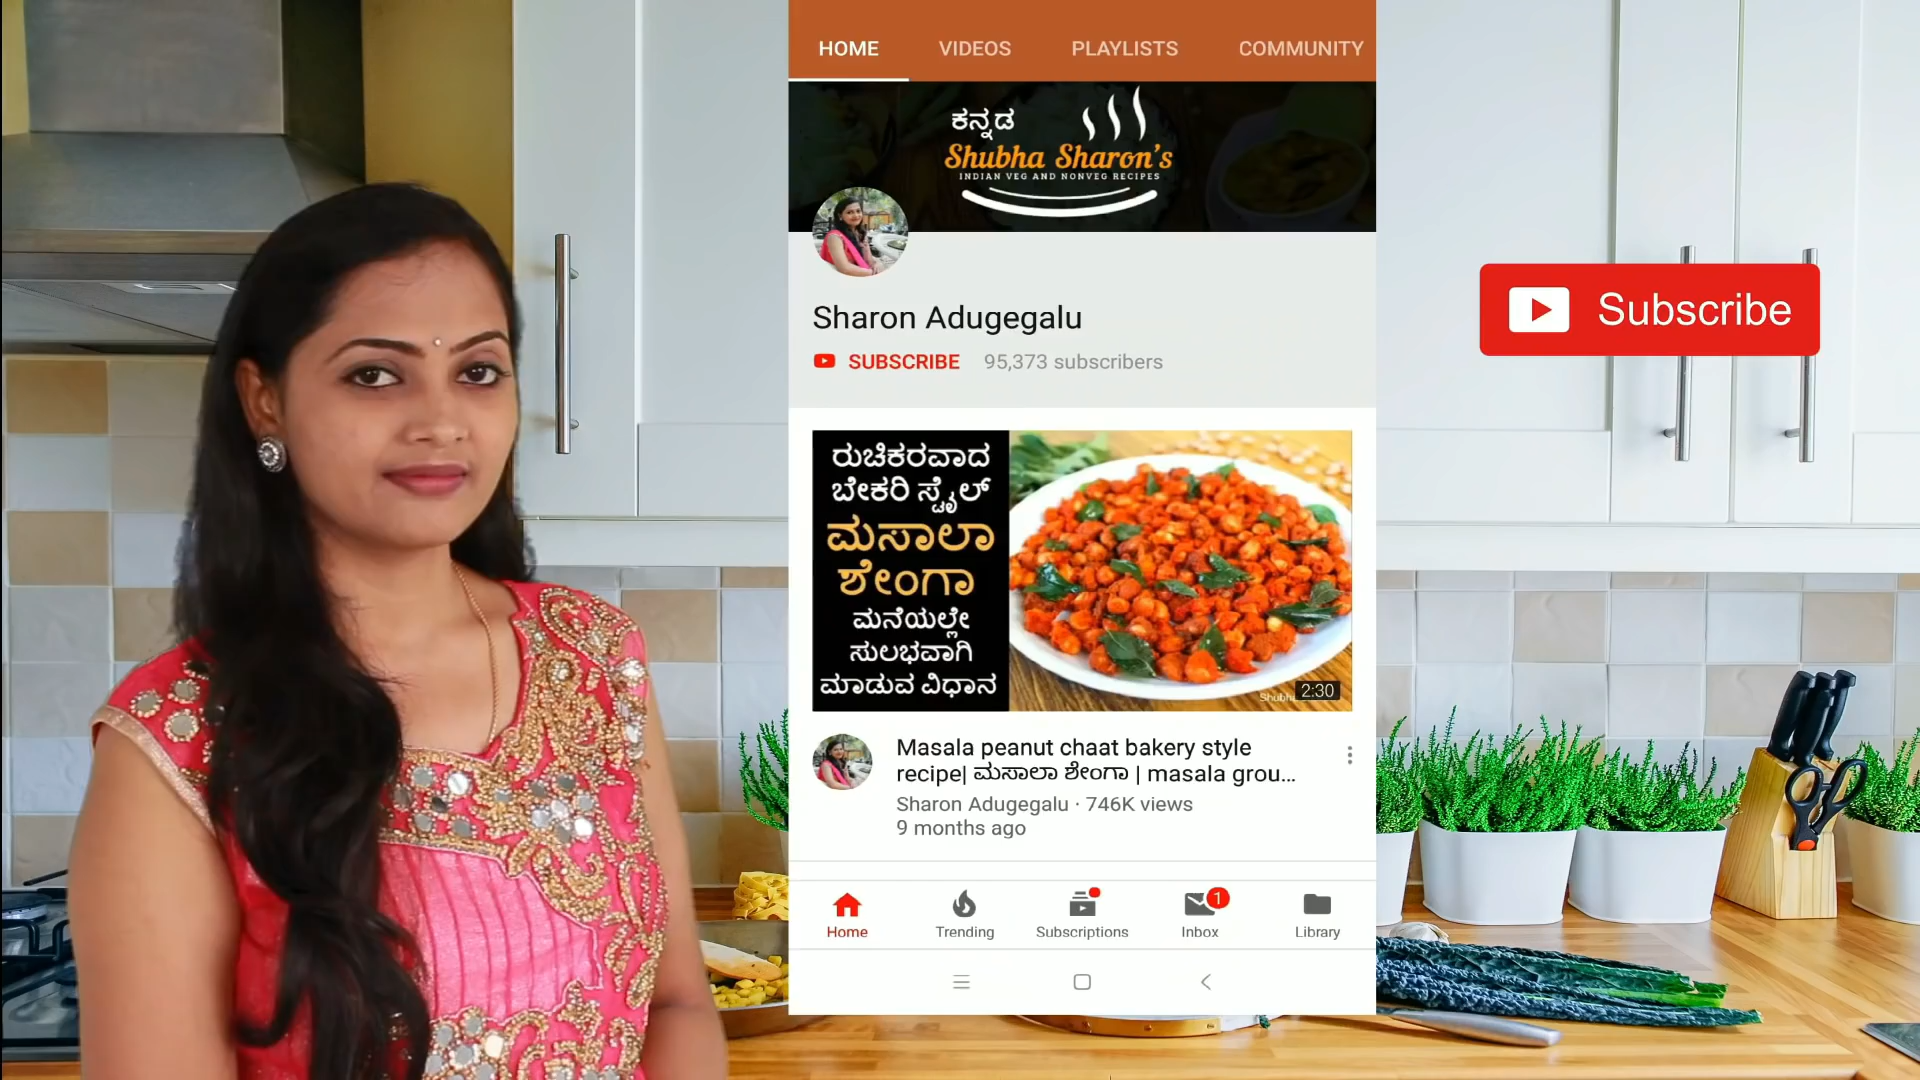 HOME VIDEOS PLAYLISTS COMMUNITY
ಕನ್ನಡ
Shubha Sharon's
INDIAN VEG AND NONVEG RECIPES
Sharon Adugegalu
SUBSCRIBE 95,373 subscribers
Subscribe
ರುಚಿಕರವಾದ
ಬೇಕರಿ ಸ್ಟೈಲ್
ಮಸಾಲಾ
ಶೇಂಗಾ
ಮನೆಯಲ್ಲೇ
ಸುಲಭವಾಗಿ
ಮಾಡುವ ವಿಧಾನ
2:30
Masala peanut chaat bakery style
recipe| ಮಸಾಲಾ ಶೇಂಗಾ | masala grou...
Sharon Adugegalu · 746K views
9 months ago
1
Home Trending Subscriptions Inbox Library